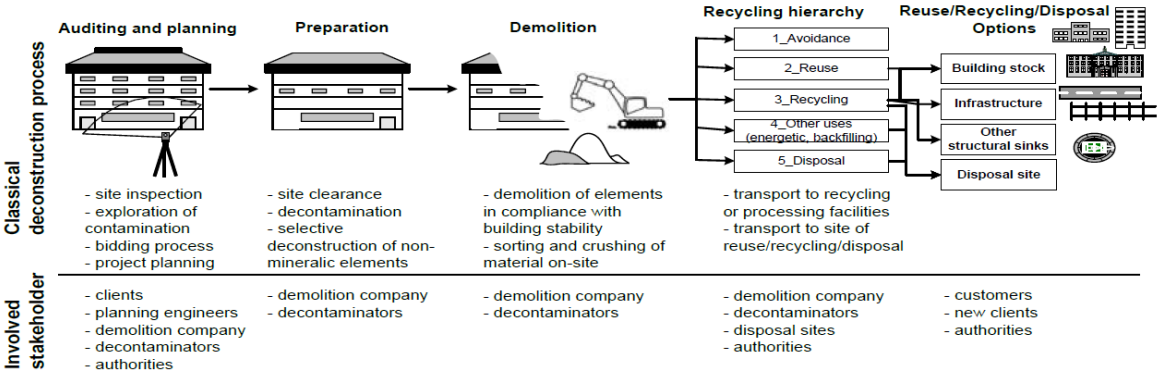 Classical
deconstruction process
Auditing and planning
- site inspection
- exploration of
contamination
- bidding process
- project planning
Preparation
- site clearance
- decontamination
- selective
deconstruction of non-
mineralic elements
Demolition
- demolition of elements
in compliance with
building stability
- sorting and crushing of
material on-site
Recycling hierarchy
1_Avoidance
2_Reuse
3_Recycling
4_Other uses
(energetic, backfilling)
5_Disposal
- transport to recycling
or processing facilities
- transport to site of
reuse/recycling/disposal
Reuse/Recycling/Disposal
Options
Building stock
Infrastructure
Other
structural sinks
Disposal site
Involved
stakeholder
- clients
- planning engineers
- demolition company
- decontaminators
- authorities
- demolition company
- decontaminators
- demolition company
- decontaminators
- demolition company
- decontaminators
- disposal sites
- authorities
- customers
- new clients
- authorities